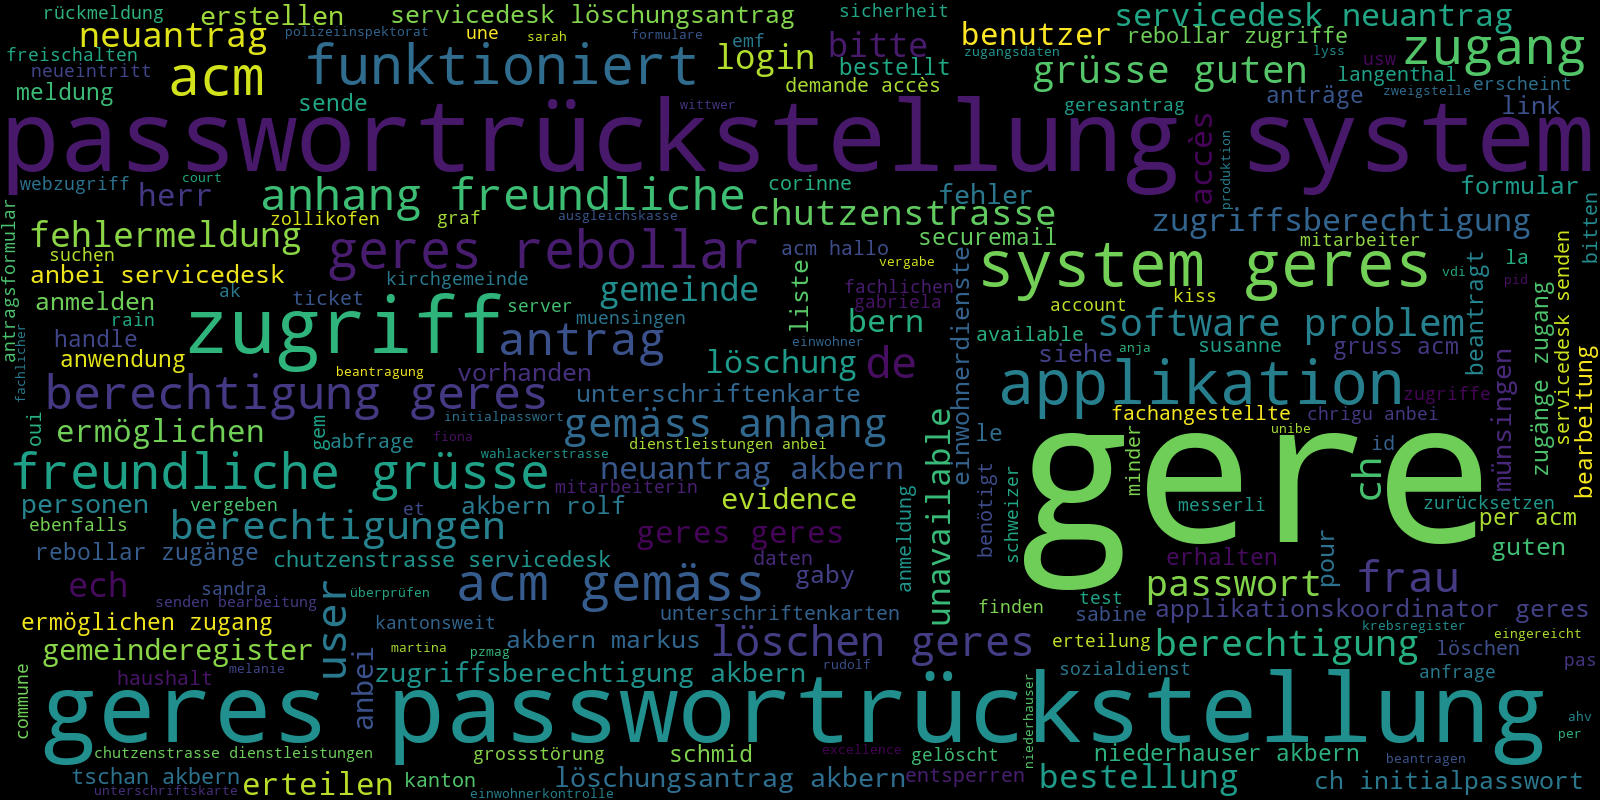 rückmeldung
erstellen
servicedesk löschungsantrag
sicherheit
servicedesk neuantrag
neuantrag
polizeiinspektorat
une
sarah
formulare
emf
bitte
benutzer
rebollar zugriffe
zugang
freischalten
funktioniert
login
bestellt
zugangsdaten
lyss
usw
neueintritt
acm
grüsse guten
langenthal
erscheint
meldung
sende
demande accès
geresantrag
anträge
zweigstelle
link
passwortrückstellung
wittwer
accès
produktion
system
webzugriff
court
herr
anhang freundliche
corinne
fehler
formular
antragsformular
zollikofen
graf
ausgleichskasse
chutzenstrasse
zugriffsberechtigung
bitten
fehlermeldung
geres rebollar
acm hallo
securemail
mitarbeiter
suchen
vergabe
system geres
la
anbei servicedesk
ak
kirchgemeinde
liste
fachlichen
einwohnerdienste
vdi
pid
servicedesk senden
anmelden
ticket
server
gemeinde
gabriela
account
kiss
beantragt
zugänge zugang
rain
zugriff
muensingen
bern
available
software problem
handle
antrag
einwohner
siehe
anja
susanne
gruss acm
fachlicher
anwendung
beantragung
vorhanden
löschung
de
applikation
zugriffe
münsingen
bearbeitung
berechtigung geres
unterschriftenkarte
unavailable
fachangestellte
chrigu anbei
oui
ermöglichen
gem
abfrage
initialpasswort
fiona
gemäss anhang
dienstleistungen anbei
le
gere
unibe
id
minder
ch
freundliche grüsse
wahlackerstrasse
neuantrag akbern
benötigt
schweizer
mitarbeiterin
personen
vergeben
et
akbern rolf
evidence
anmeldung
messerli
zurücksetzen
per acm
ebenfalls
berechtigungen
geres geres
guten
rebollar zugänge
chutzenstrasse servicedesk
daten
erhalten
pour
ech
sandra
user
überprüfen
acm gemäss
gaby
passwort
frau
senden bearbeitung
finden
test
sabine
applikationskoordinator geres
ermöglichen zugang
kantonsweit
unterschriftenkarten
krebsregister
eingereicht
gemeinderegister
anbei
martina
pzmag
akbern markus
löschen geres
erteilung
berechtigung
löschen
pas
commune
haushalt
melanie
zugriffsberechtigung akbern
rudolf
sozialdienst
anfrage
geres passwortrückstellung
niederhauser
ahv
per
chutzenstrasse dienstleistungen
grossstörung
schmid
excellence
gelöscht
niederhauser akbern
beantragen
tschan akbern
unterschriftskarte
erteilen
kanton
einwohnerkontrolle
löschungsantrag akbern
entsperren
bestellung
ch initialpasswort